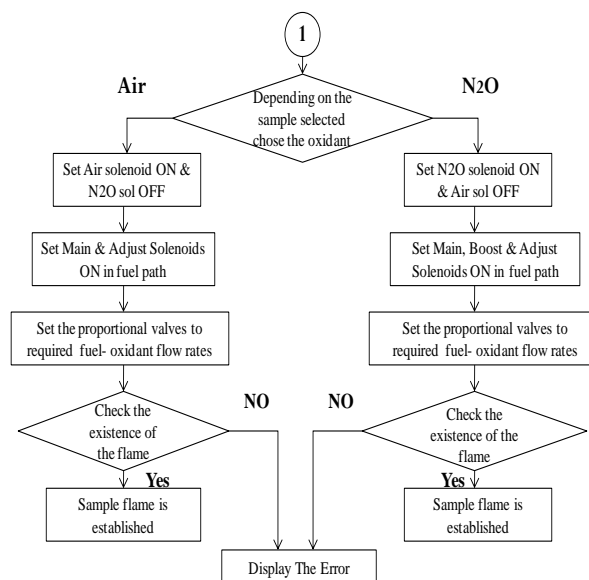 1
Air
N2O
Depending on the
sample selected
chose the oxidant
Set Air solenoid ON &
N2O sol OFF
Set N2O solenoid ON
& Air sol OFF
Set Main & Adjust Solenoids
ON in fuel path
Set Main, Boost & Adjust
Solenoids ON in fuel path
Set the proportional valves to
required fuel- oxidant flow rates
Set the proportional valves to
required fuel- oxidant flow rates
NO
NO
Check the
existence of
the flame
Check the
existence of the
flame
Yes
Yes
Sample flame is
established
Sample flame is
established
Display The Error